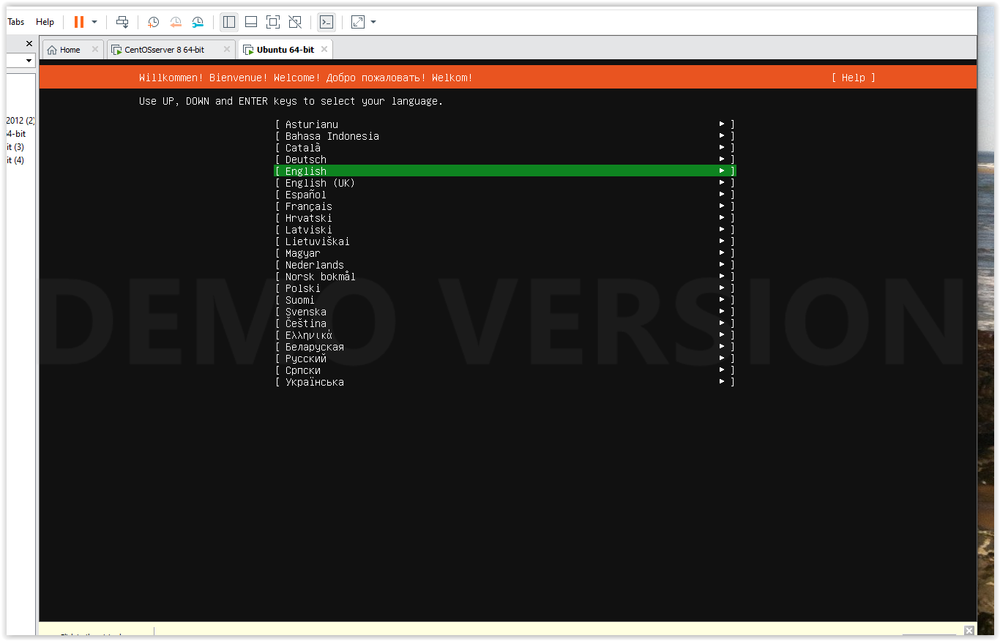 Tabs Help
Home CentOSserver 8 64-bit Ubuntu 64-bit
Willkommen! Bienvenue! Welcome! Добро пожаловать! Welkom! [ Help ]
Use UP, DOWN and ENTER keys to select your language.
2012 (2)
4-bit
it (3)
it (4)
[ Asturianu ► ]
[ Bahasa Indonesia ► ]
[ Català ► ]
[ Deutsch ► ]
[ English ► ]
[ English (UK) ► ]
[ Español ► ]
[ Français ► ]
[ Hrvatski ► ]
[ Latviski ► ]
[ Lietuviškai ► ]
[ Magyar ► ]
[ Nederlands ► ]
[ Norsk bokmål ► ]
[ Polski ► ]
[ Suomi ► ]
[ Svenska ► ]
[ Čeština ► ]
[ Ελληνικά ► ]
[ Беларуская ► ]
[ Русский ► ]
[ Српски ► ]
[ Українська ► ]
DEMO VERSION